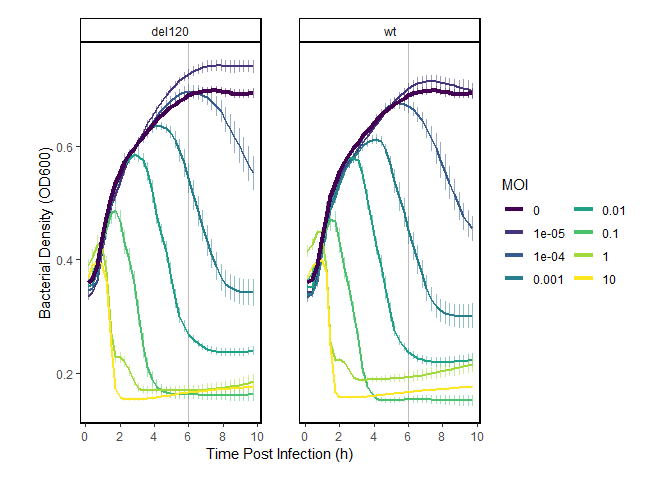 del120
wt
Bacterial Density (OD600)
0.6
0.4
0.2
0 2 4 6 8 10
0 2 4 6 8 10
Time Post Infection (h)
MOI
0
1e-05
1e-04
0.001
0.01
0.1
1
10